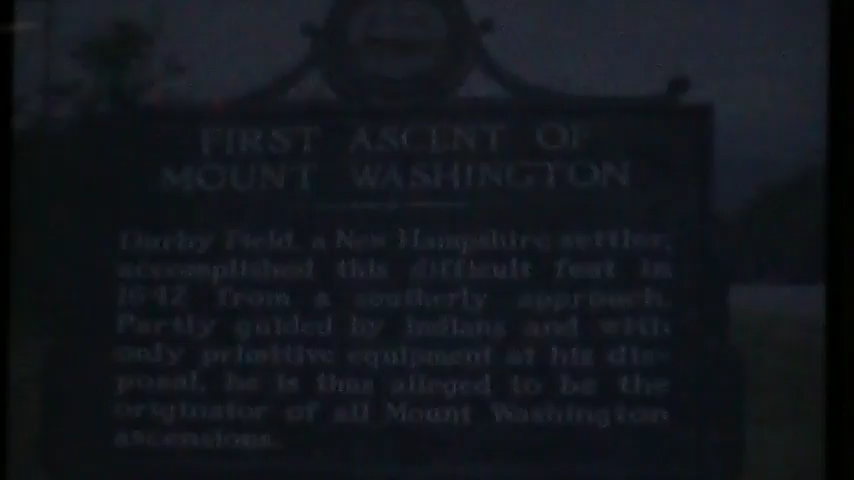 FIRST ASCENT OF
MOUNT WASHINGTON
Darby Field, a New Hampshire settler,
accomplished this difficult feat in
1642 from a southerly approach.
Partly guided by Indians and with
only primitive equipment at his dis-
posal, he is thus alleged to be the
originator of all Mount Washington
ascensions.